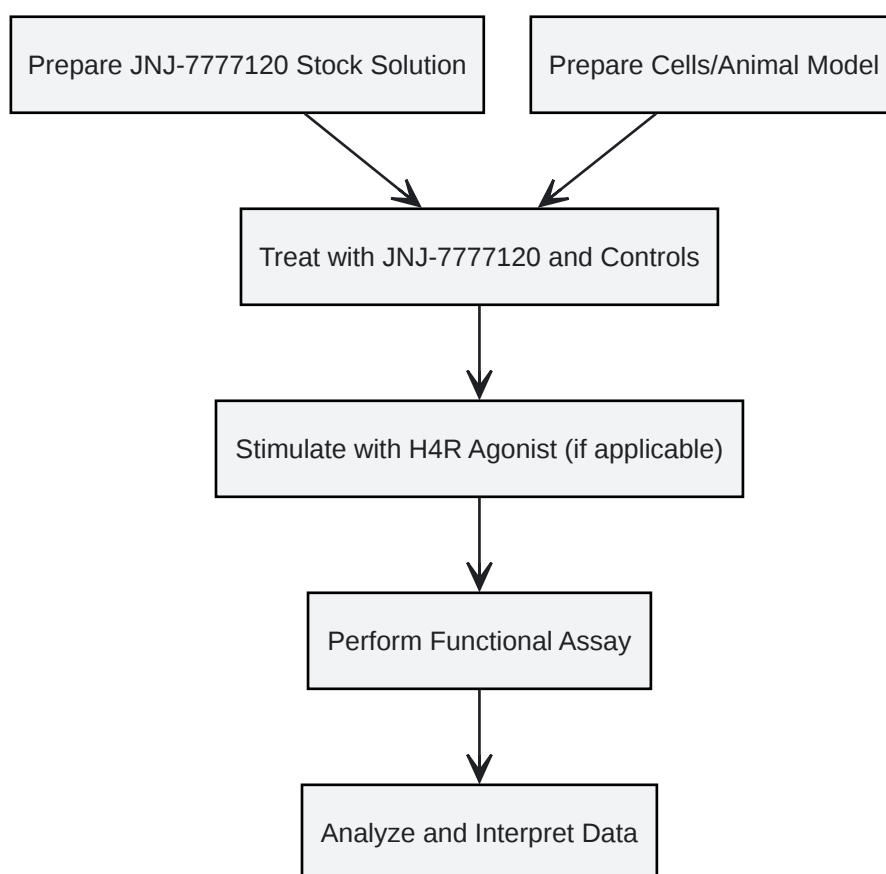 Prepare JNJ-7777120 Stock Solution
Prepare Cells/Animal Model
Treat with JNJ-7777120 and Controls
Stimulate with H4R Agonist (if applicable)
Perform Functional Assay
Analyze and Interpret Data